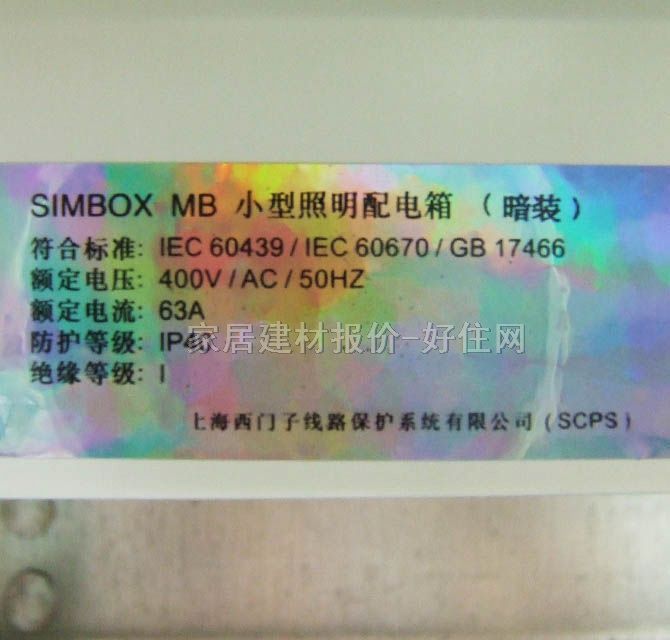 SIMBOX MB 小型照明配电箱 （暗装）
符合标准: IEC 60439 / IEC 60670 / GB 17466
额定电压: 400V / AC / 50HZ
额定电流: 63A
防护等级: IP40
家居建材报价-好住网
绝缘等级: I
上海西门子线路保护系统有限公司 (SCPS)